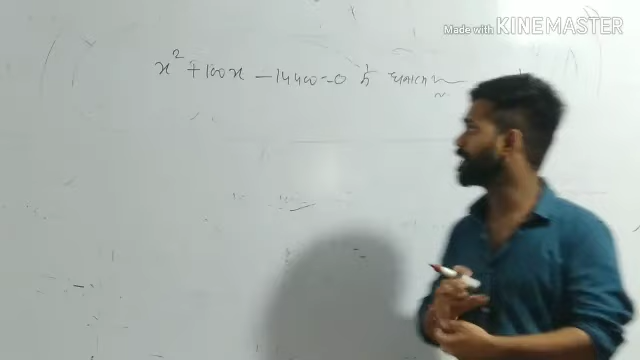 Made with KINEMASTER
x² + 100x - 14400 = 0